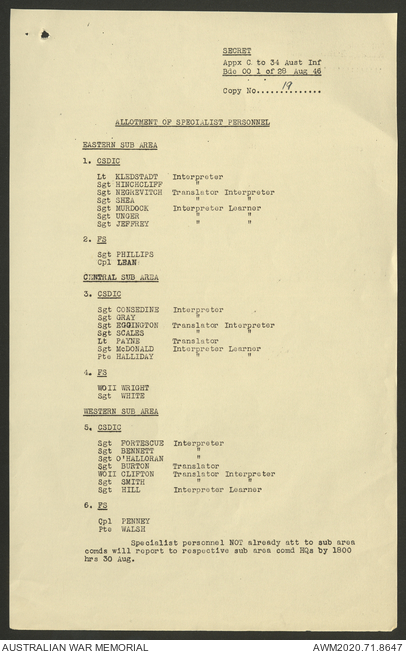 SECRET
Appx C to 34 Aust Inf
Bde OO 1 of 28 Aug 46
Copy No.....19.......
ALLOTMENT OF SPECIALIST PERSONNEL
EASTERN SUB AREA
1. CSDIC
Lt KLEDSTADT Interpreter
Sgt HINCHCLIFF "
Sgt NEGREVITCH Translator Interpreter
Sgt SHEA " "
Sgt MURDOCK Interpreter Learner
Sgt UNGER " "
Sgt JEFFREY " "
2. FS
Sgt PHILLIPS
Cpl LEAN
CENTRAL SUB AREA
3. CSDIC
Sgt CONSEDINE Interpreter
Sgt GRAY "
Sgt EGGINGTON Translator Interpreter
Sgt SCALES " "
Lt PAYNE Translator
Sgt McDONALD Interpreter Learner
Pte HALLIDAY " "
4. FS
WOII WRIGHT
Sgt WHITE
WESTERN SUB AREA
5. CSDIC
Sgt FORTESCUE Interpreter
Sgt BENNETT "
Sgt O'HALLORAN "
Sgt BURTON Translator
WOII CLIFTON Translator Interpreter
Sgt SMITH " "
Sgt HILL Interpreter Learner
6. FS
Cpl PENNEY
Pte WALSH
Specialist personnel NOT already att to sub area
comds will report to respective sub area comd HQs by 1800
hrs 30 Aug.
AUSTRALIAN WAR MEMORIAL AWM2020.71.8647